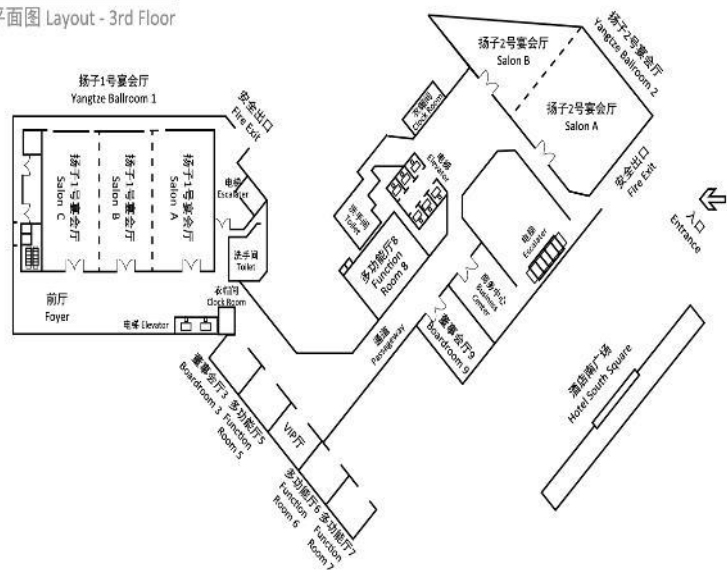 平面图 Layout - 3rd Floor
扬子1号宴会厅
Yangtze Ballroom 1
安全出口
Fire Exit
扬子1号宴会厅
Salon C
扬子1号宴会厅
Salon B
扬子1号宴会厅
Salon A
电梯
Escalater
洗手间
Toilet
衣帽间
Clock Room
前厅
Foyer
电梯 Elevator
扬子2号宴会厅
Salon B
扬子2号宴会厅
Yangtze Ballroom 2
扬子2号宴会厅
Salon A
衣帽间
Clock Room
电梯
Elevator
安全出口
Fire Exit
入口
Entrance
洗手间
Toilet
多功能厅8
Function
Room 8
电梯
Escalater
商务中心
Business
Center
董事会厅9
Boardroom 9
通道
Passageway
酒店南广场
Hotel South Square
董事会厅3
Boardroom 3
多功能厅5
Function
Room 5
VIP厅
多功能厅6
Function
Room 6
多功能厅7
Function
Room 7